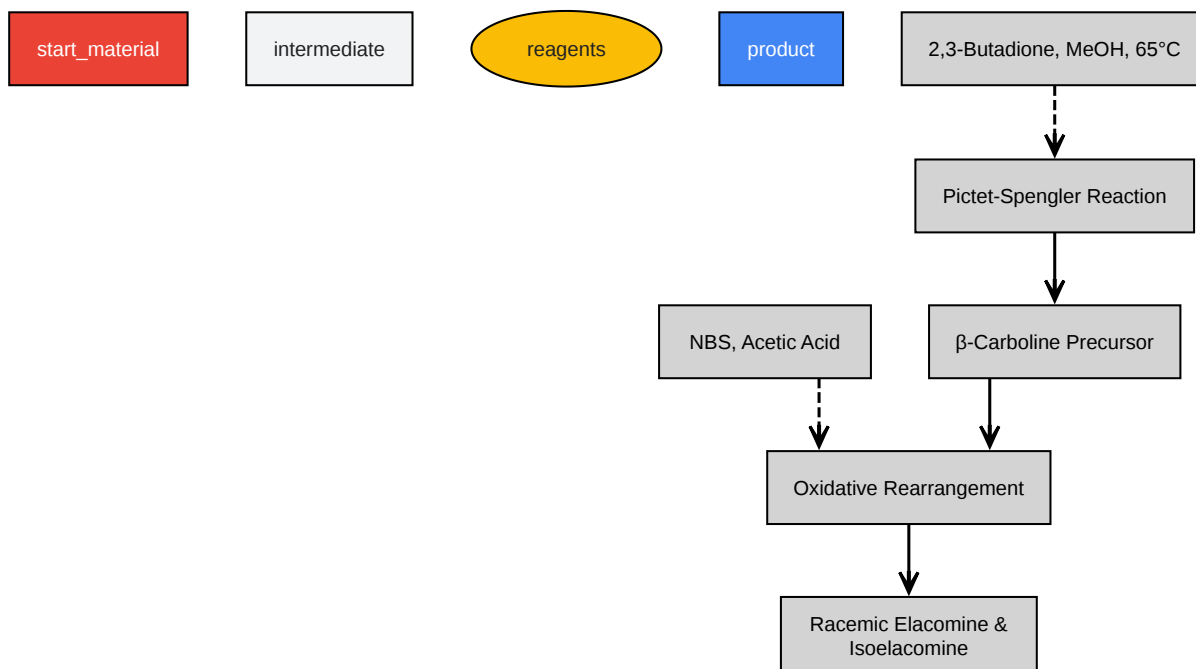 start_material
intermediate
reagents
product
2,3-Butadione, MeOH, 65°C
Pictet-Spengler Reaction
NBS, Acetic Acid
β-Carboline Precursor
Oxidative Rearrangement
Racemic Elacomine &
Isoelacomine